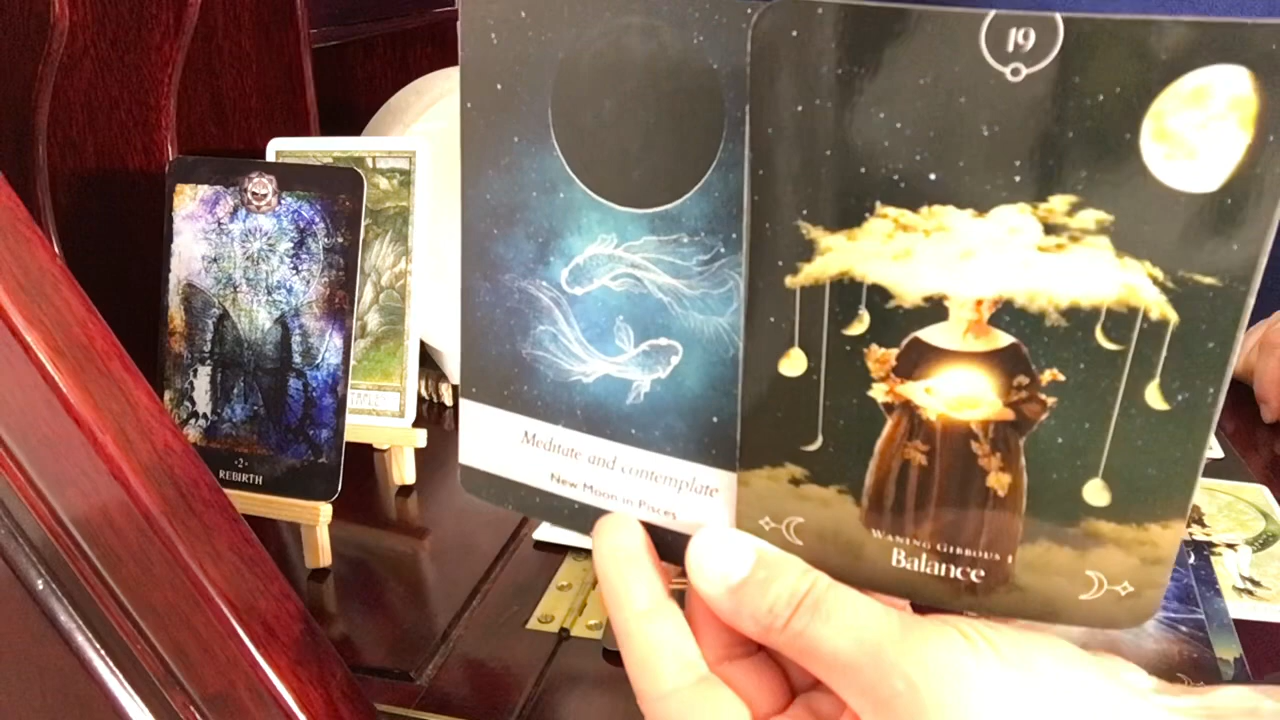 19
Meditate and contemplate
New Moon in Pisces
WANING GIBBOUS I
Balance
·2·
REBIRTH